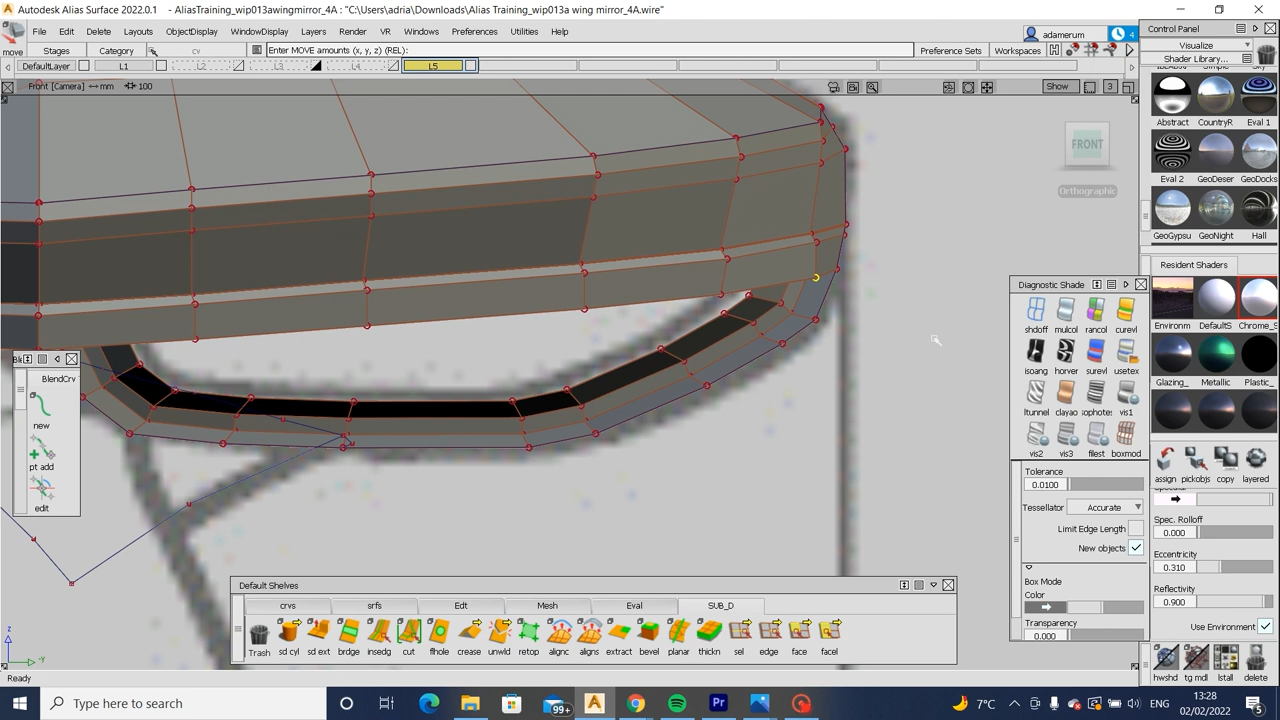 Autodesk Alias Surface 2022.0.1 - AliasTraining_wip013awingmirror_4A : "C:\Users\adria\Downloads\Alias Training_wip013a wing mirror_4A.wire"
File Edit Delete Layouts ObjectDisplay WindowDisplay Layers Render VR Windows Preferences Utilities Help
adamerum 4
move
Stages Category cv Enter MOVE amounts (x, y, z) (REL): Preference Sets Workspaces
DefaultLayer L1 L2 L3 L4 L5
Front [Camera] mm 100 Show 3
FRONT
Orthographic
Control Panel
Visualize
Shader Library...
Abstract CountryR Eval 1
Eval 2 GeoDeser GeoDocks
GeoGypsu GeoNight Hall
Resident Shaders
Environm DefaultS Chrome_S
Glazing_ Metallic Plastic_
assign pickobjs copy layered
Spec. Rolloff
0.000
Eccentricity
0.310
Reflectivity
0.900
Use Environment
hwshd tg mdl lstall delete
Diagnostic Shade
shdoff mulcol rancol curevl
isoang horver surevl usetex
ltunnel clayao isophotes vis1
vis2 vis3 filest boxmod
Tolerance
0.0100
Tessellator Accurate
Limit Edge Length
New objects
Box Mode
Color
Transparency
0.000
BlendCrv
new
pt add
edit
Default Shelves
crvs srfs Edt Mesh Eval SUB_D
Trash sd cyl sd ext brdge insedg cut fhole crease unwld retop alignc aligns extract bevel planar thickn sel edge face facel
z
y
Ready
Type here to search
99+
7°C
13:28
02/02/2022